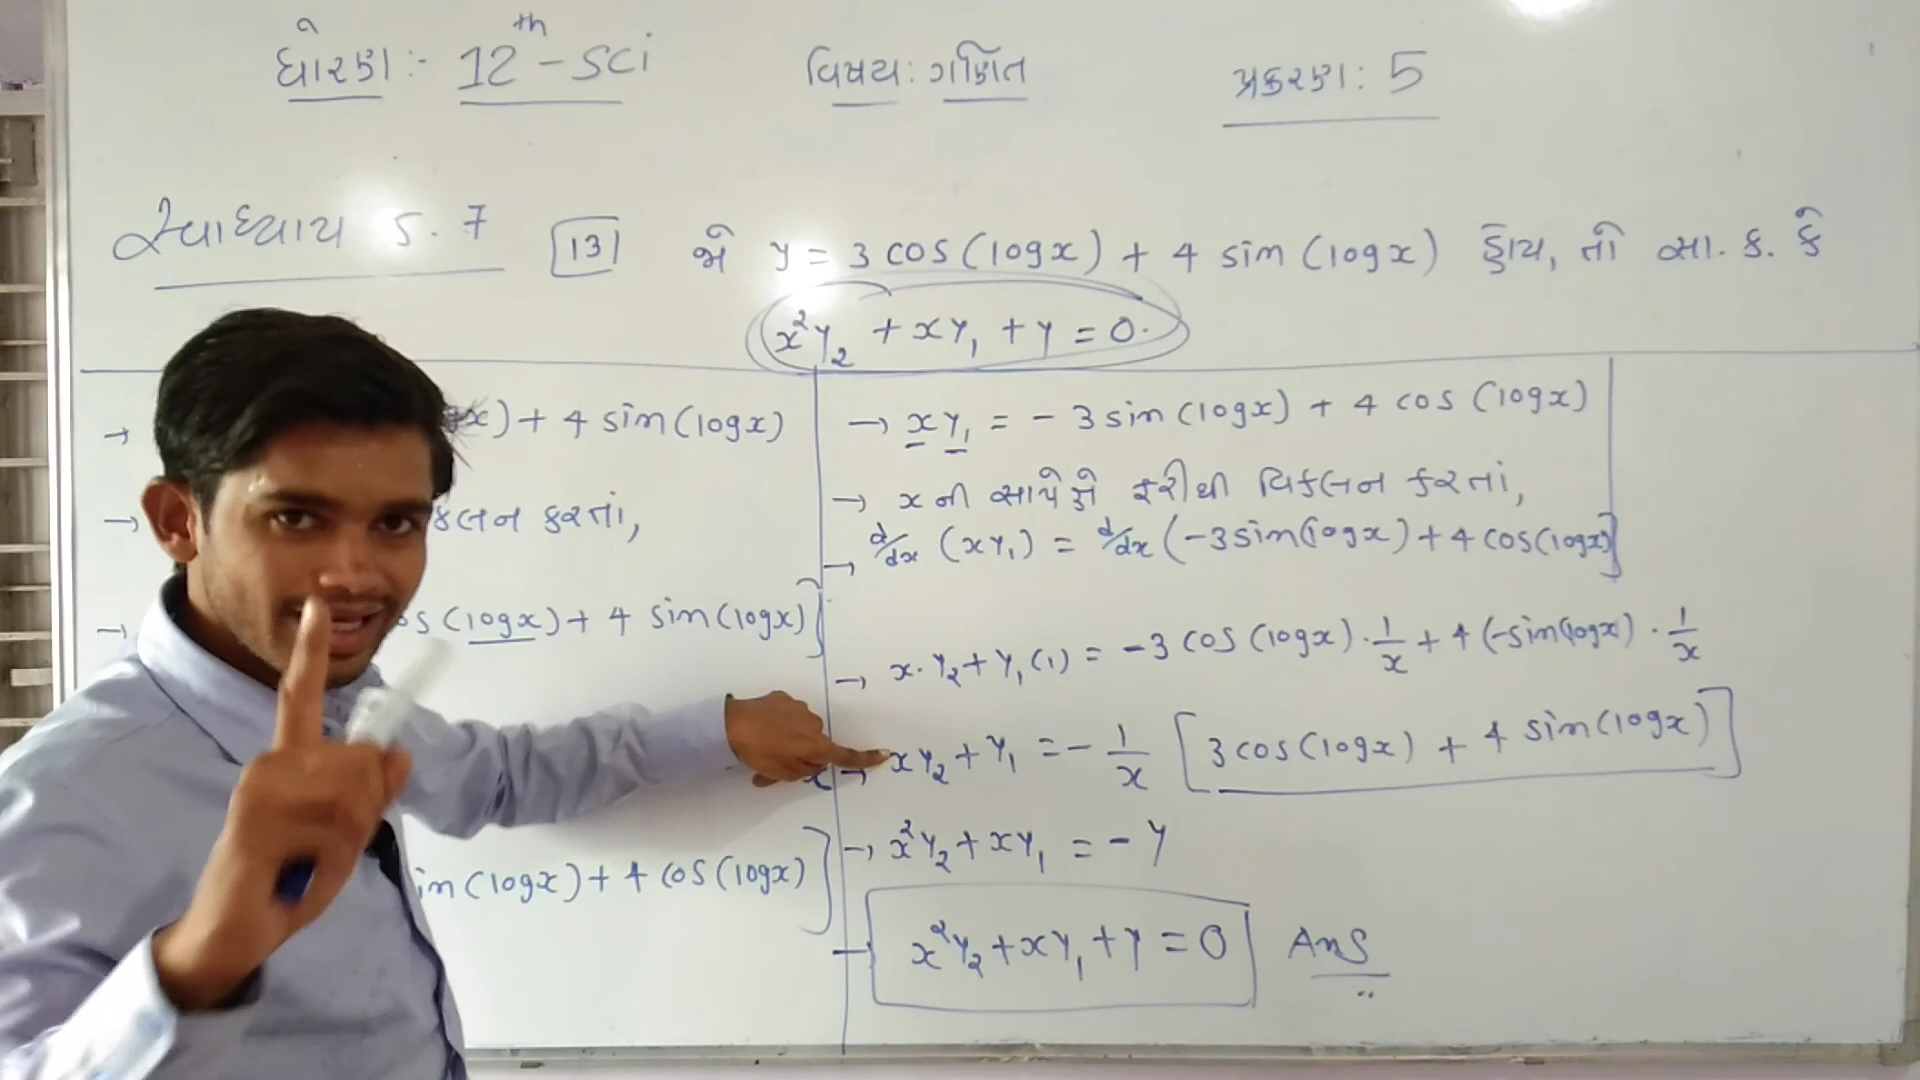 ધોરણ :- 12th - sci વિષય : ગણિત પ્રકરણ : 5
સ્વાધ્યાય 5.7 [13] જો y = 3 cos (logx) + 4 sin (logx) હોય, તો સા. ક. કે
x²y₂ + xy₁ + y = 0.
→ x) + 4 sin (logx)
→ કલન કરતાં,
→ os (logx) + 4 sin (logx)]
in (logx) + 4 cos (logx)]
→ xy₁ = - 3 sin (logx) + 4 cos (logx)
→ x ની સાપેક્ષે ફરીથી વિકલન કરતાં,
→ d/dx (xy₁) = d/dx (-3 sin(logx) + 4 cos(logx)]
→ x. y₂ + y₁(1) = -3 cos (logx) . 1/x + 4 (-sin(logx) . 1/x
→ xy₂ + y₁ = - 1/x [3 cos (logx) + 4 sin (logx)]
→ x²y₂ + xy₁ = - y
x²y₂ + xy₁ + y = 0 Ans